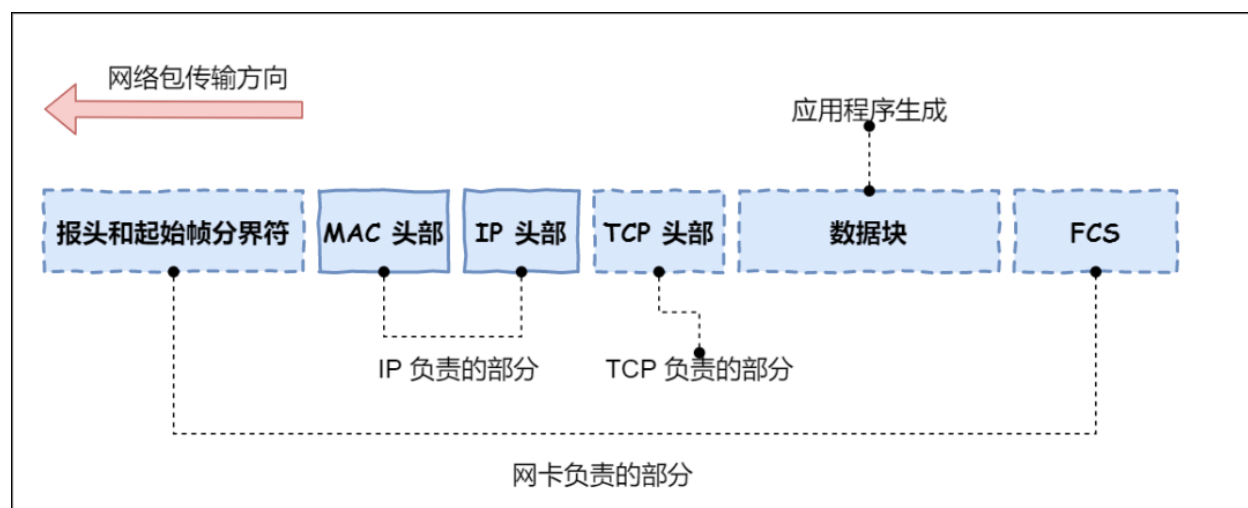 网络包传输方向
应用程序生成
报头和起始帧分界符 MAC 头部 IP 头部 TCP 头部 数据块 FCS
IP 负责的部分 TCP 负责的部分
网卡负责的部分